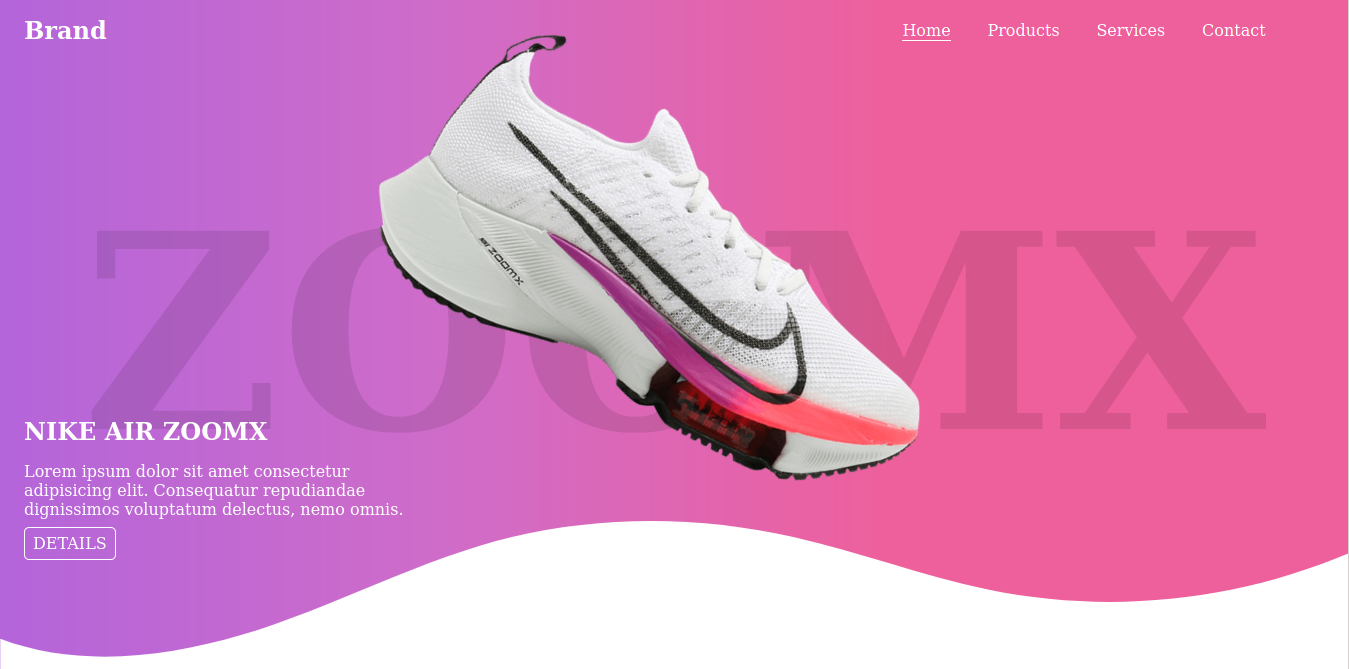 Brand
Home Products Services Contact
ZOOMX
ZOOMX
NIKE AIR ZOOMX
Lorem ipsum dolor sit amet consectetur
adipisicing elit. Consequatur repudiandae
dignissimos voluptatum delectus, nemo omnis.
DETAILS